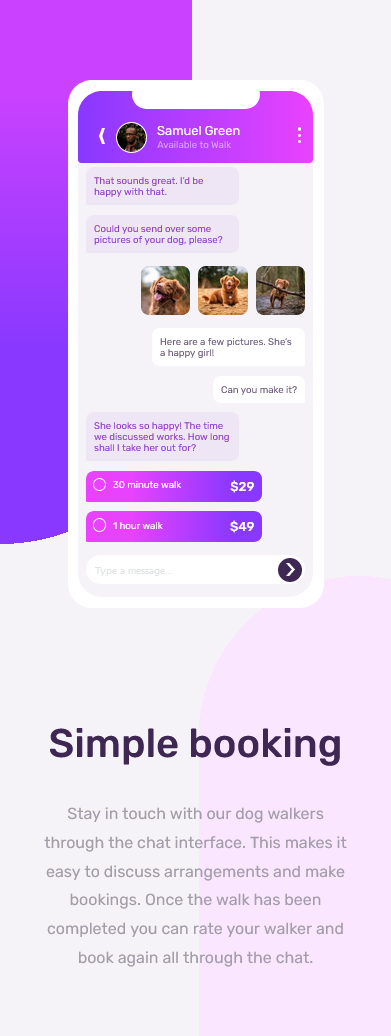 Samuel Green
Available to Walk
That sounds great. I'd be
happy with that.
Could you send over some
pictures of your dog, please?
Here are a few pictures. She's
a happy girl!
Can you make it?
She looks so happy! The time
we discussed works. How long
shall I take her out for?
30 minute walk $29
1 hour walk $49
Type a message…
Simple booking
Stay in touch with our dog walkers
through the chat interface. This makes it
easy to discuss arrangements and make
bookings. Once the walk has been
completed you can rate your walker and
book again all through the chat.